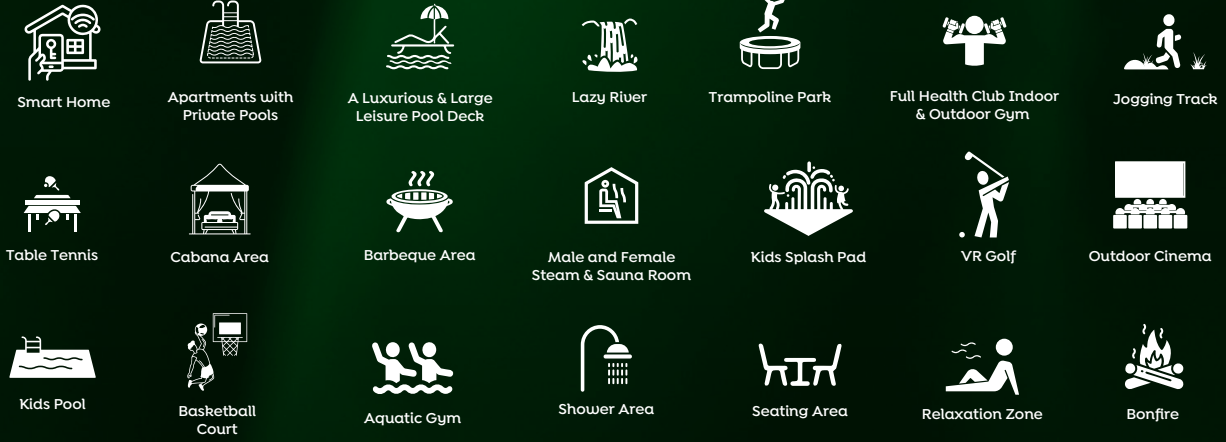 Smart Home
Apartments with
Private Pools
A Luxurious & Large
Leisure Pool Deck
Lazy River
Trampoline Park
Full Health Club Indoor
& Outdoor Gym
Jogging Track
Table Tennis
Cabana Area
Barbeque Area
Male and Female
Steam & Sauna Room
Kids Splash Pad
VR Golf
Outdoor Cinema
Kids Pool
Basketball
Court
Aquatic Gym
Shower Area
Seating Area
Relaxation Zone
Bonfire